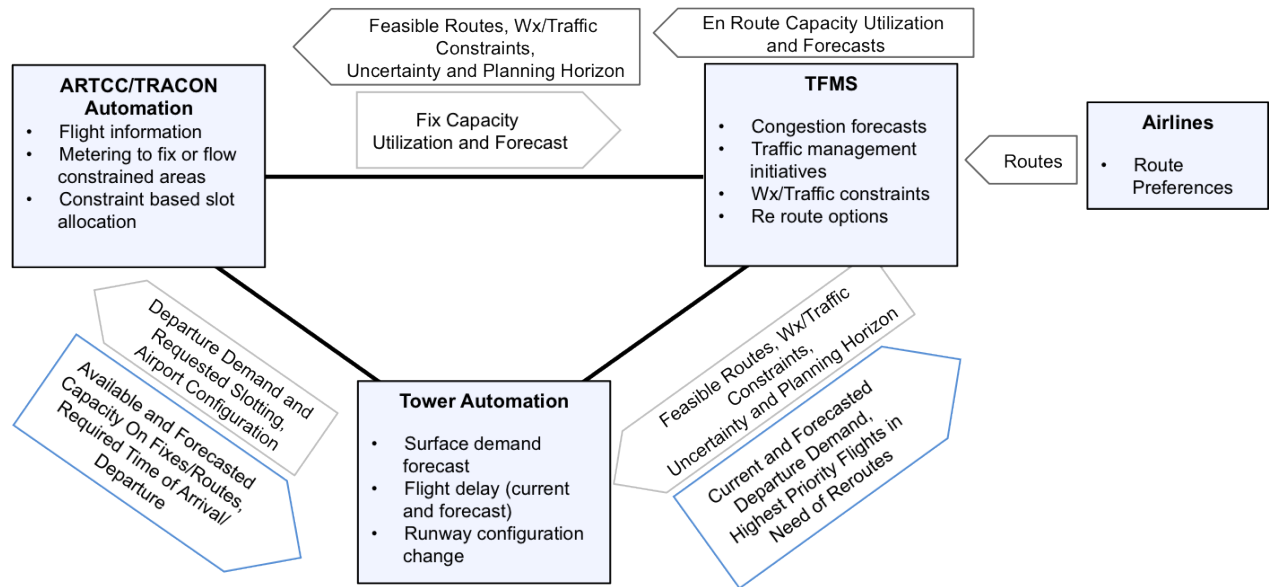 Feasible Routes, Wx/Traffic
Constraints,
Uncertainty and Planning Horizon
En Route Capacity Utilization
and Forecasts
ARTCC/TRACON
Automation
• Flight information
• Metering to fix or flow
constrained areas
• Constraint based slot
allocation
Fix Capacity
Utilization and Forecast
TFMS
• Congestion forecasts
• Traffic management
initiatives
• Wx/Traffic constraints
• Re route options
Routes
Airlines
• Route
Preferences
Departure Demand and
Requested Slotting,
Airport Configuration
Available and Forecasted
Capacity On Fixes/Routes,
Required Time of Arrival/
Departure
Tower Automation
• Surface demand
forecast
• Flight delay (current
and forecast)
• Runway configuration
change
Feasible Routes, Wx/Traffic
Constraints,
Uncertainty and Planning Horizon
Current and Forecasted
Departure Demand,
Highest Priority Flights in
Need of Reroutes